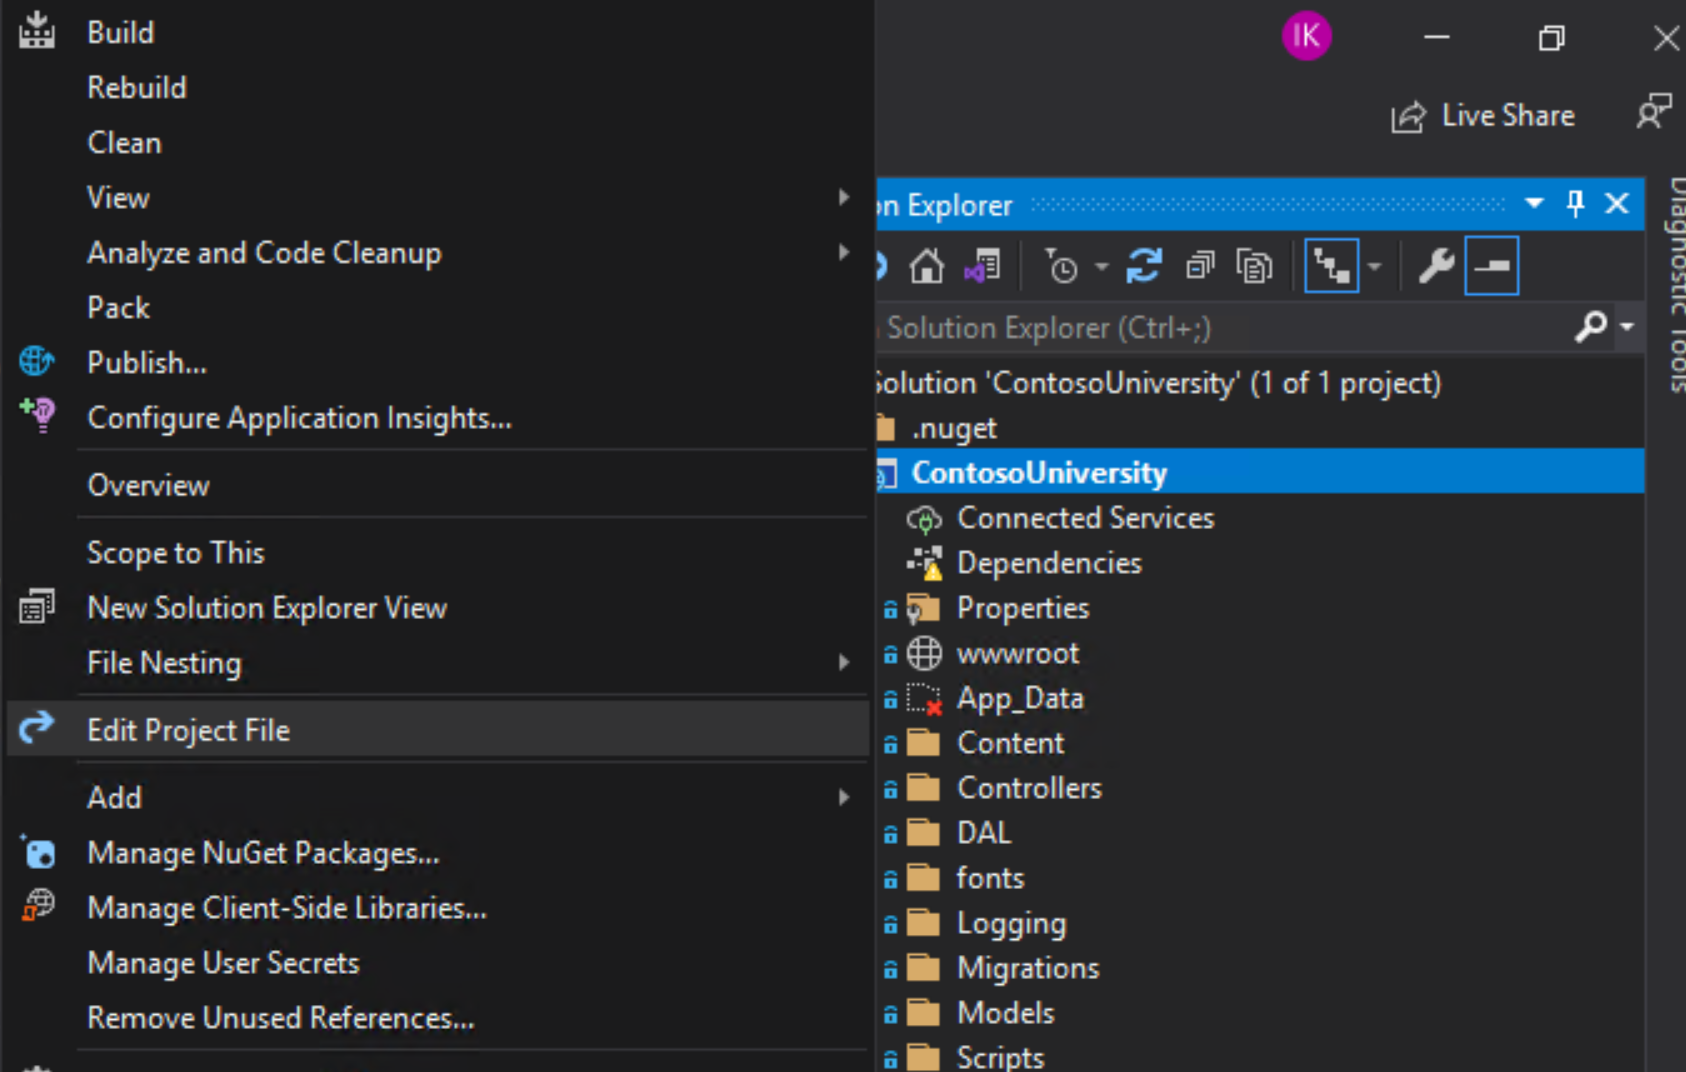 Build
Rebuild
Clean
View
Analyze and Code Cleanup
Pack
Publish...
Configure Application Insights...
Overview
Scope to This
New Solution Explorer View
File Nesting
Edit Project File
Add
Manage NuGet Packages...
Manage Client-Side Libraries...
Manage User Secrets
Remove Unused References...
IK
Live Share
on Explorer
Solution Explorer (Ctrl+;)
Solution 'ContosoUniversity' (1 of 1 project)
.nuget
ContosoUniversity
Connected Services
Dependencies
Properties
wwwroot
App_Data
Content
Controllers
DAL
fonts
Logging
Migrations
Models
Scripts
Diagnostic Tools